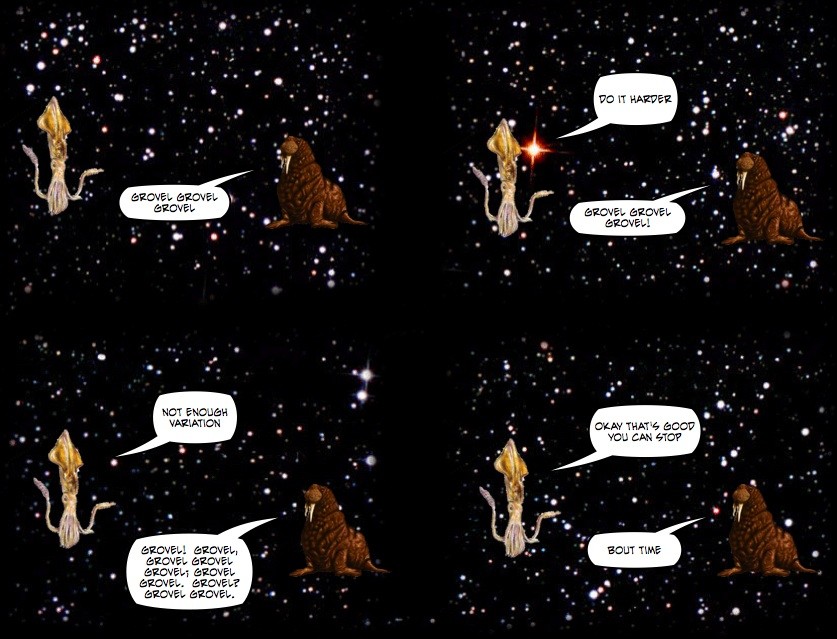 GROVEL GROVEL
GROVEL
DO IT HARDER
GROVEL GROVEL
GROVEL!
NOT ENOUGH
VARIATION
GROVEL! GROVEL,
GROVEL GROVEL
GROVEL; GROVEL
GROVEL. GROVEL?
GROVEL GROVEL.
OKAY THAT'S GOOD
YOU CAN STOP
BOUT TIME